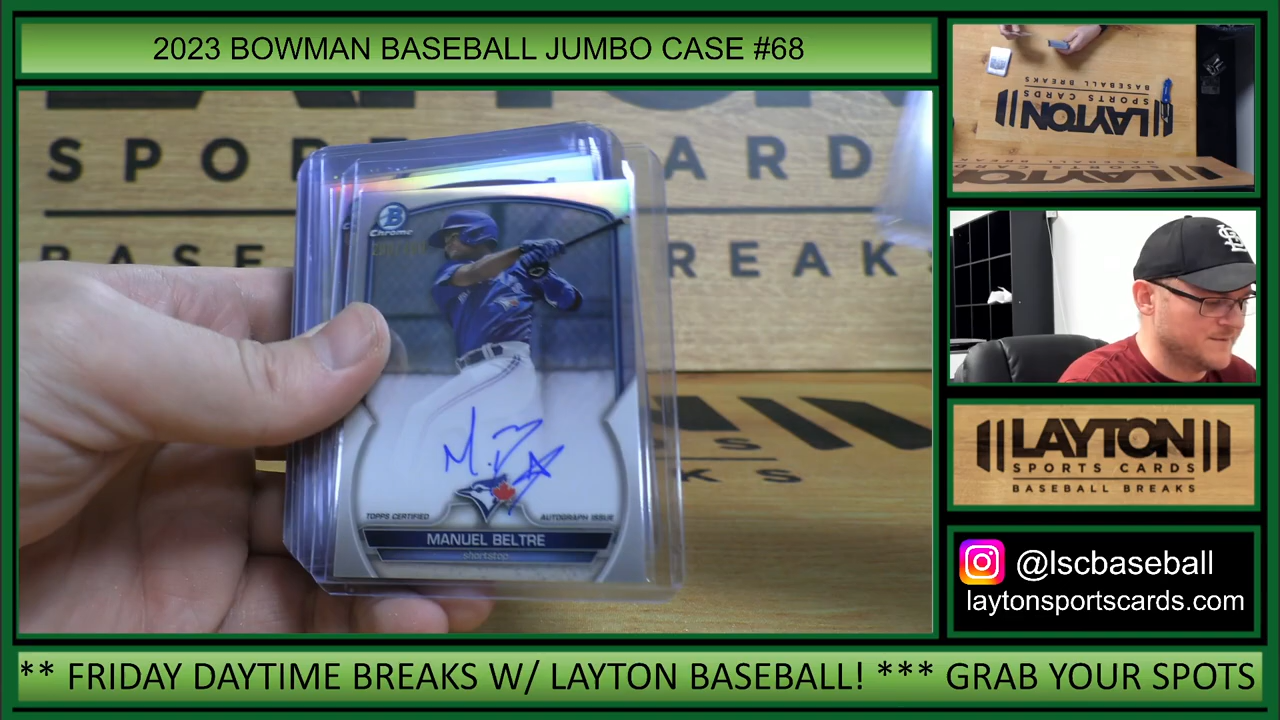 2023 BOWMAN BASEBALL JUMBO CASE #68
SPORTS CARDS
BASEBALL BREAKS
B
Chrome
TOPPS CERTIFIED
AUTOGRAPH ISSUE
MANUEL BELTRE
shortstop
LAYTON
SPORTS CARDS
BASEBALL BREAKS
LAYTON
SPORTS CARDS
BASEBALL BREAKS
@lscbaseball
laytonsportscards.com
** FRIDAY DAYTIME BREAKS W/ LAYTON BASEBALL! *** GRAB YOUR SPOTS